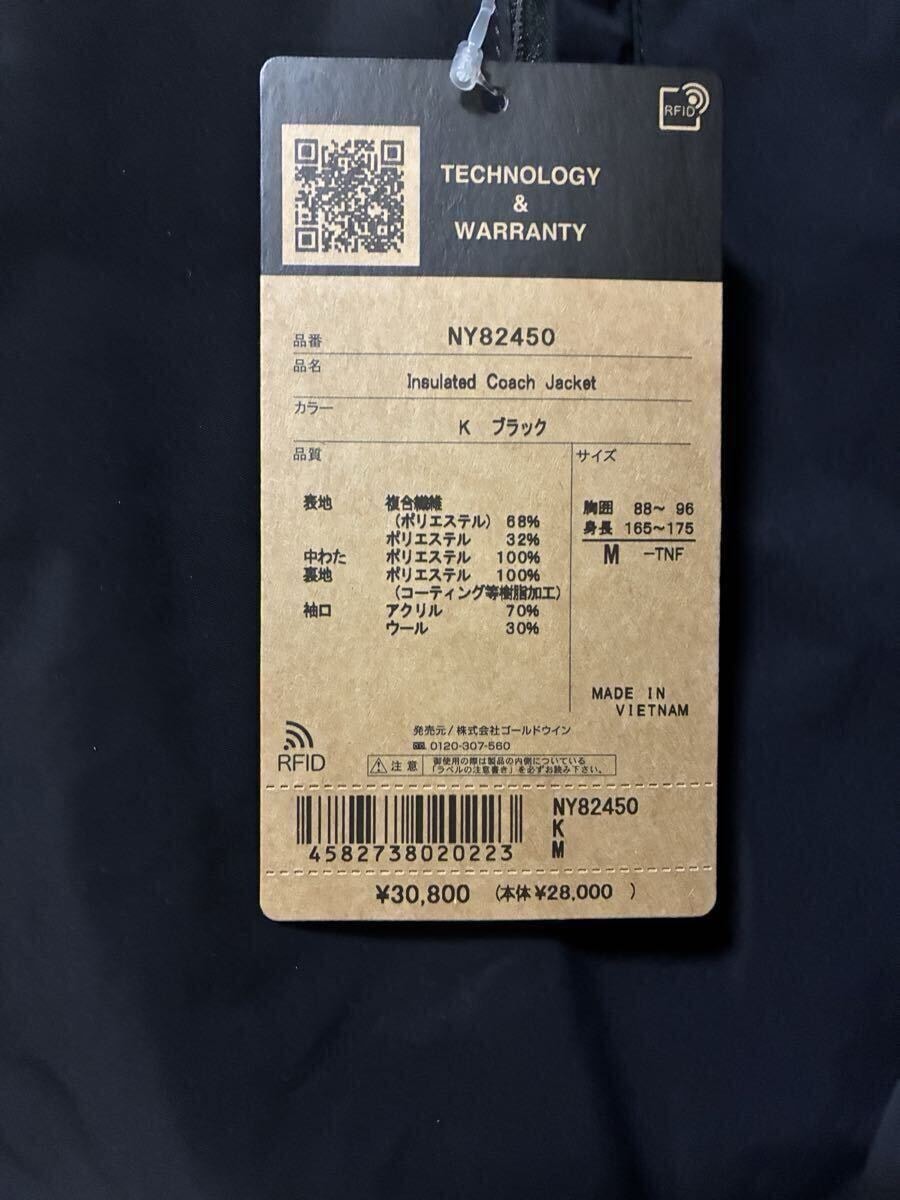 RFID
TECHNOLOGY
&
WARRANTY
品番 NY82450
品名 Insulated Coach Jacket
カラー K ブラック
品質
表地 複合繊維
(ポリエステル) 68%
ポリエステル 32%
中わた ポリエステル 100%
裏地 ポリエステル 100%
(コーティング等樹脂加工)
袖口 アクリル 70%
ウール 30%
サイズ
胸囲 88~ 96
身長 165~175
M -TNF
MADE IN
VIETNAM
RFID
発売元/株式会社ゴールドウイン
0120-307-560
注意 御使用の際は製品の内側についている
「ラベルの注意書き」を必ずお読み下さい。
4582738020223
NY82450
K
M
¥30,800 (本体¥28,000 )